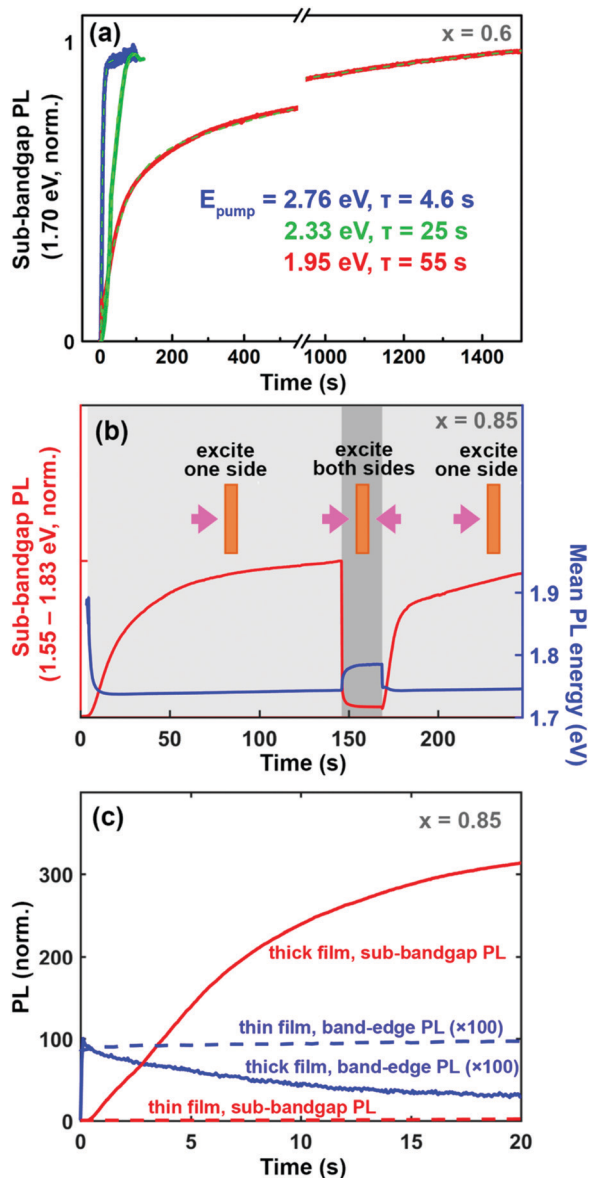 (a)
x = 0.6
1
Sub-bandgap PL
(1.70 eV, norm.)
E_pump = 2.76 eV, τ = 4.6 s
2.33 eV, τ = 25 s
1.95 eV, τ = 55 s
0
0 200 400 1000 1200 1400
Time (s)
(b)
x = 0.85
excite
one side
excite
both sides
excite
one side
Sub-bandgap PL
(1.55 – 1.83 eV, norm.)
Mean PL energy
(eV)
1.9
1.8
1.7
0 50 100 150 200
Time (s)
(c)
x = 0.85
PL (norm.)
300
200
100
0
thick film, sub-bandgap PL
thin film, band-edge PL (×100)
thick film, band-edge PL (×100)
thin film, sub-bandgap PL
0 5 10 15 20
Time (s)